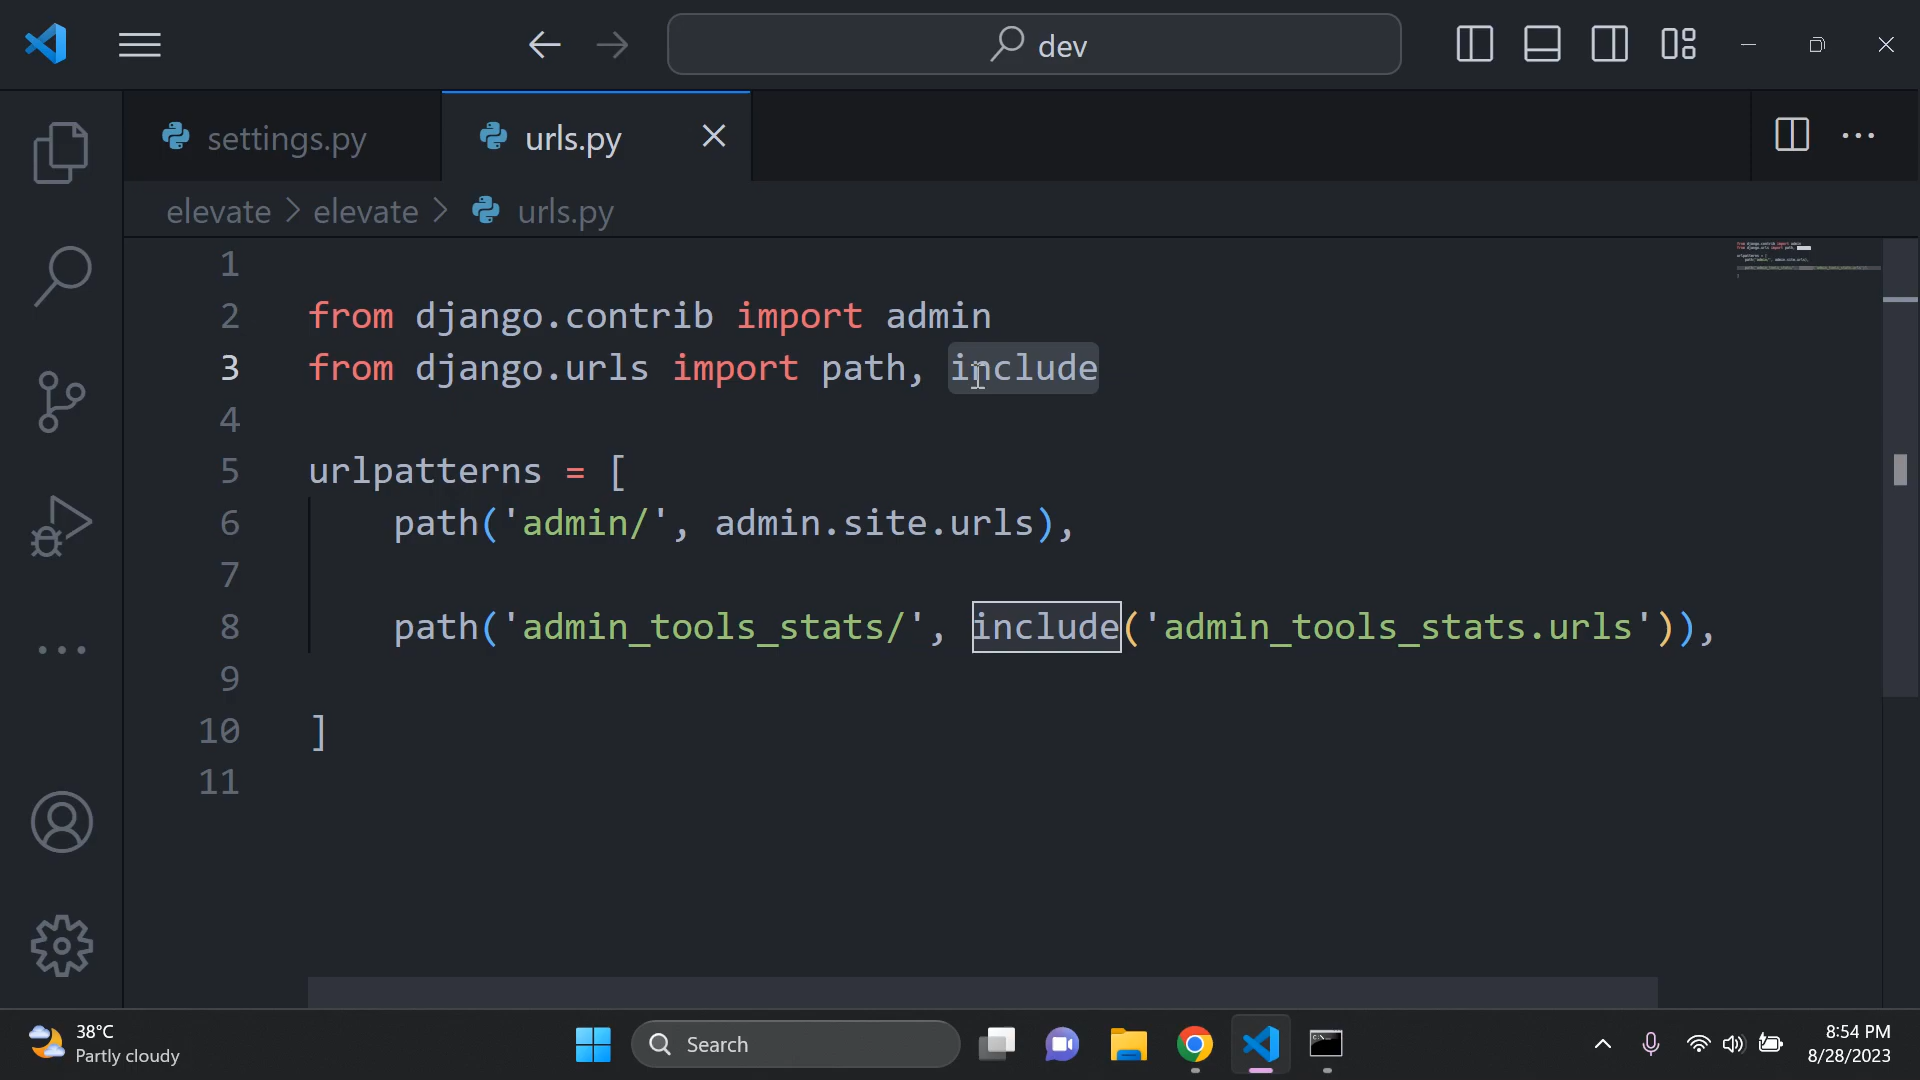 dev
settings.py
urls.py
elevate > elevate > urls.py
1
2 from django.contrib import admin
3 from django.urls import path, include
4
5 urlpatterns = [
6 path('admin/', admin.site.urls),
7
8 path('admin_tools_stats/', include('admin_tools_stats.urls')),
9
10 ]
11
38°C
Partly cloudy
Search
8:54 PM
8/28/2023